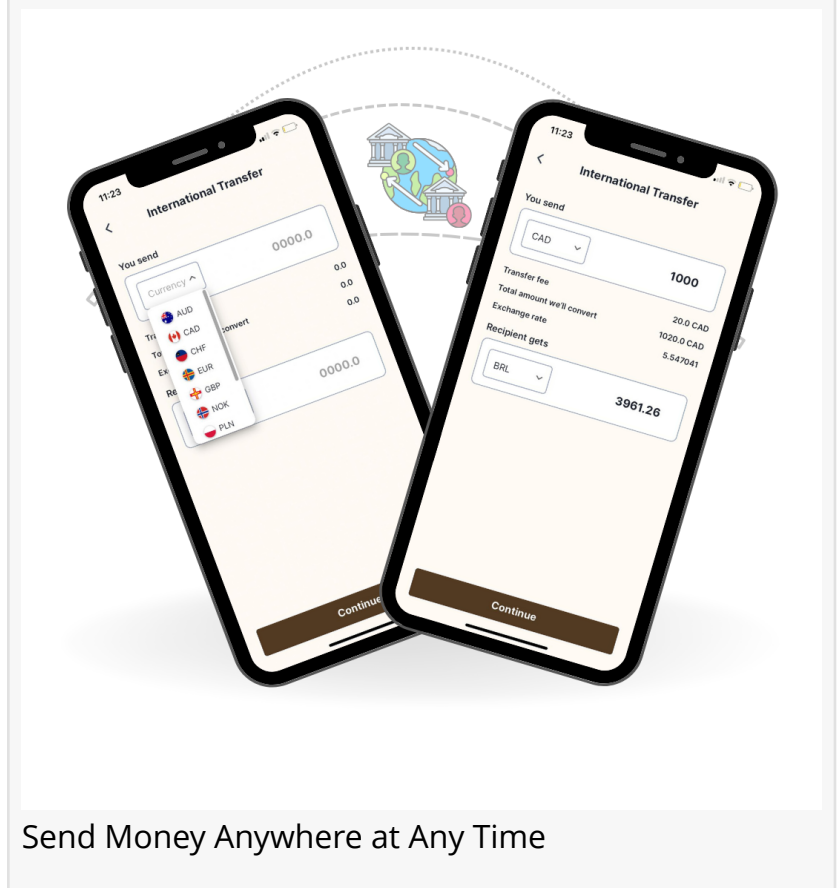 11:23
International Transfer
You send
Currency
0000.0
AUD
CAD
CHF
EUR
GBP
NOK
PLN
0.0
0.0
convert
0.0
0000.0
Continue
11:23
International Transfer
You send
CAD
1000
Transfer fee
20.0 CAD
Total amount we'll convert
1020.0 CAD
Exchange rate
5.547041
Recipient gets
BRL
3961.26
Continue
Send Money Anywhere at Any Time